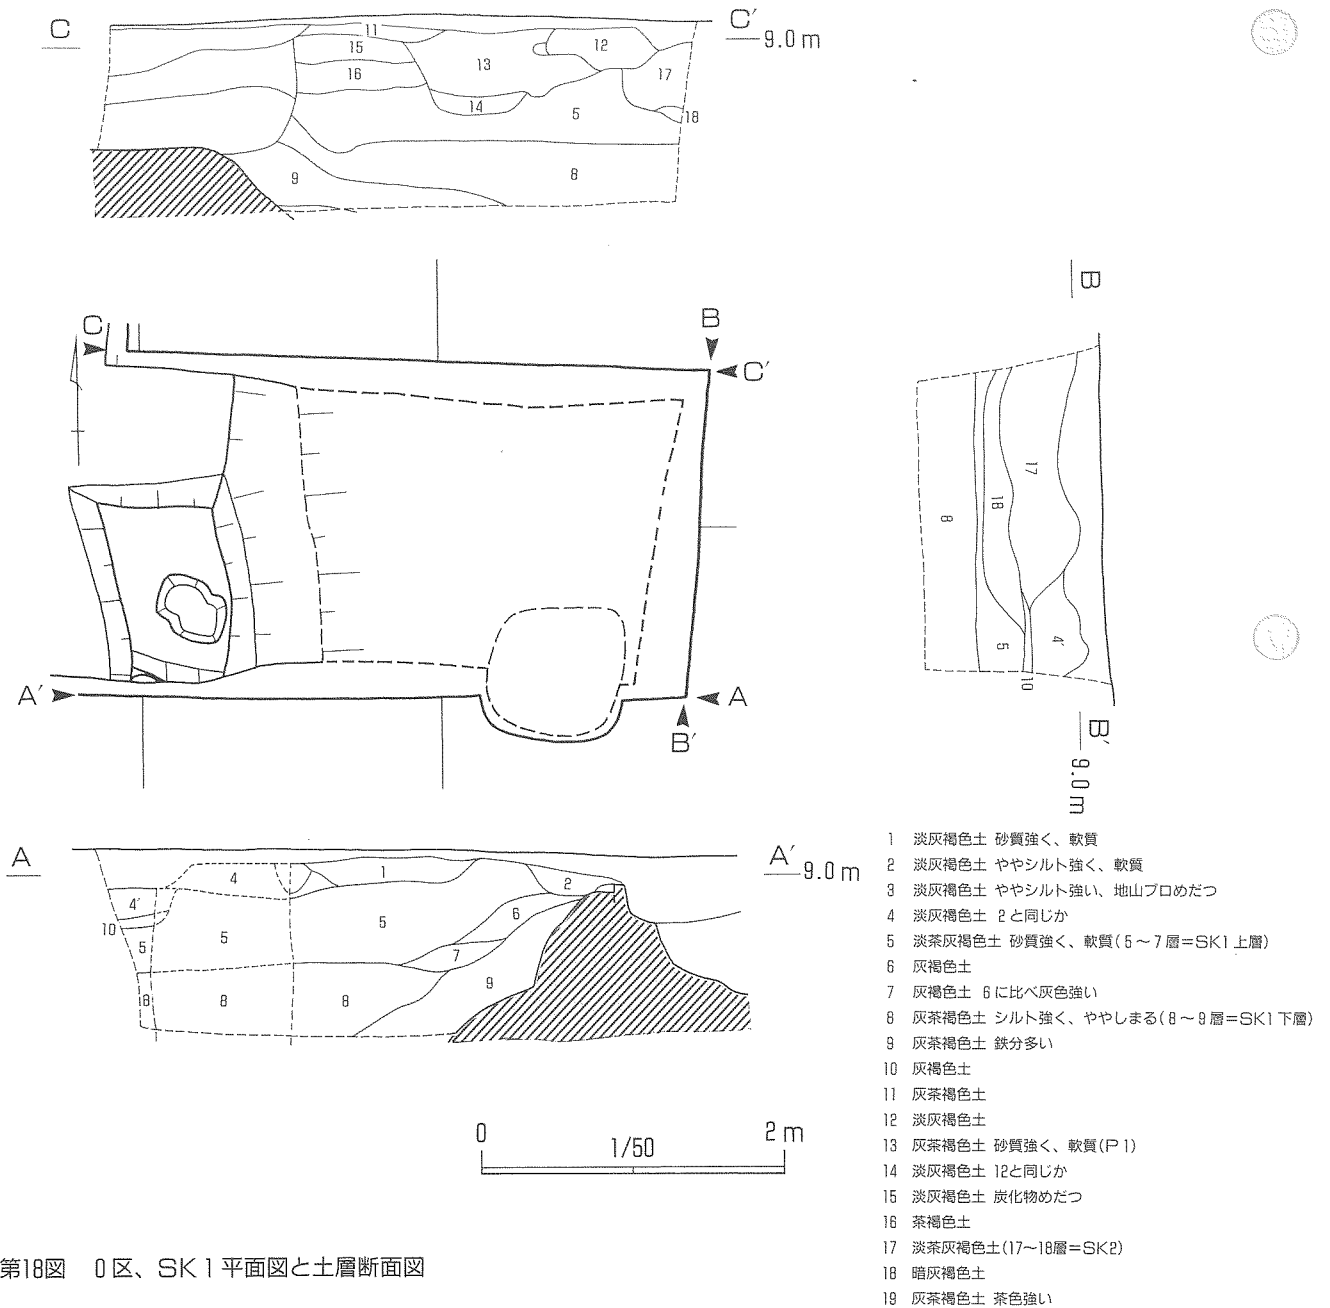 C
C′
9.0m
11
15
16
13
12
17
14
5
18
9
8
B
C
B
C′
17
18
8
5
4′
10
A′
A
B′
B′
9.0m
A
A′
9.0m
4
1
2
4′
10
5
5
5
6
7
8
8
8
9
0
1/50
2m
1 淡灰褐色土 砂質強く、軟質
2 淡灰褐色土 ややシルト強く、軟質
3 淡灰褐色土 ややシルト強い、地山ブロめだつ
4 淡灰褐色土 2と同じか
5 淡茶灰褐色土 砂質強く、軟質(5～7層=SK1上層)
6 灰褐色土
7 灰褐色土 6に比べ灰色強い
8 灰茶褐色土 シルト強く、ややしまる(8～9層=SK1下層)
9 灰茶褐色土 鉄分多い
10 灰褐色土
11 灰茶褐色土
12 淡灰褐色土
13 灰茶褐色土 砂質強く、軟質(P1)
14 淡灰褐色土 12と同じか
15 淡灰褐色土 炭化物めだつ
16 茶褐色土
17 淡茶灰褐色土(17～18層=SK2)
18 暗灰褐色土
19 灰茶褐色土 茶色強い
第18図 0区、SK1平面図と土層断面図